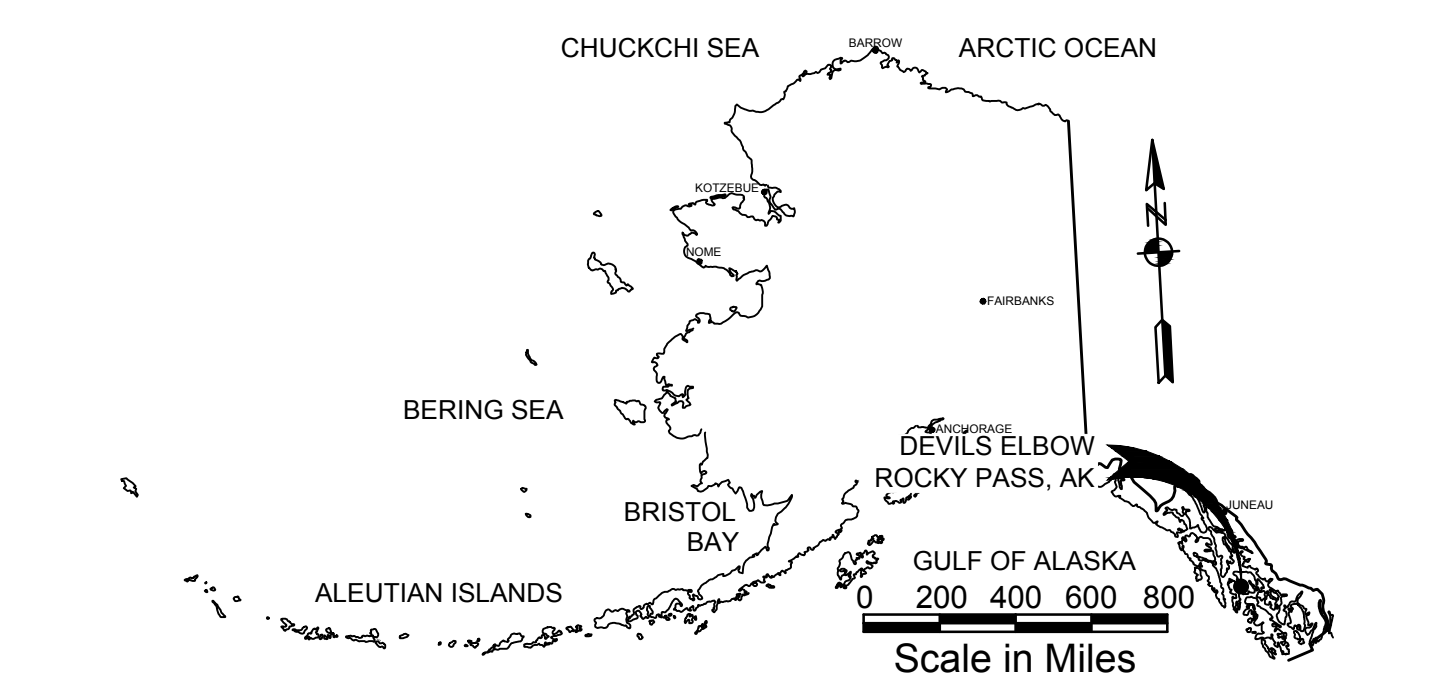 CHUCKCHI SEA
BARROW
ARCTIC OCEAN
KOTZEBUE
N
NOME
FAIRBANKS
BERING SEA
ANCHORAGE
DEVILS ELBOW
ROCKY PASS, AK
JUNEAU
BRISTOL
BAY
GULF OF ALASKA
ALEUTIAN ISLANDS
0 200 400 600 800
Scale in Miles